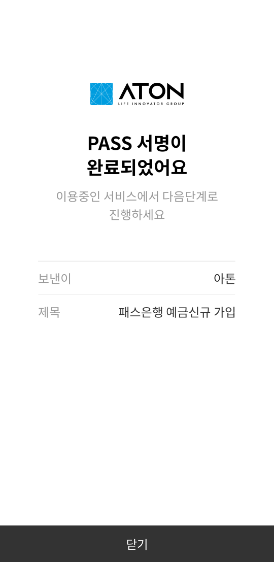 ATON
LIFE INNOVATOR GROUP
PASS 서명이
완료되었어요
이용중인 서비스에서 다음단계로
진행하세요
보낸이 아톤
제목 패스은행 예금신규 가입
닫기